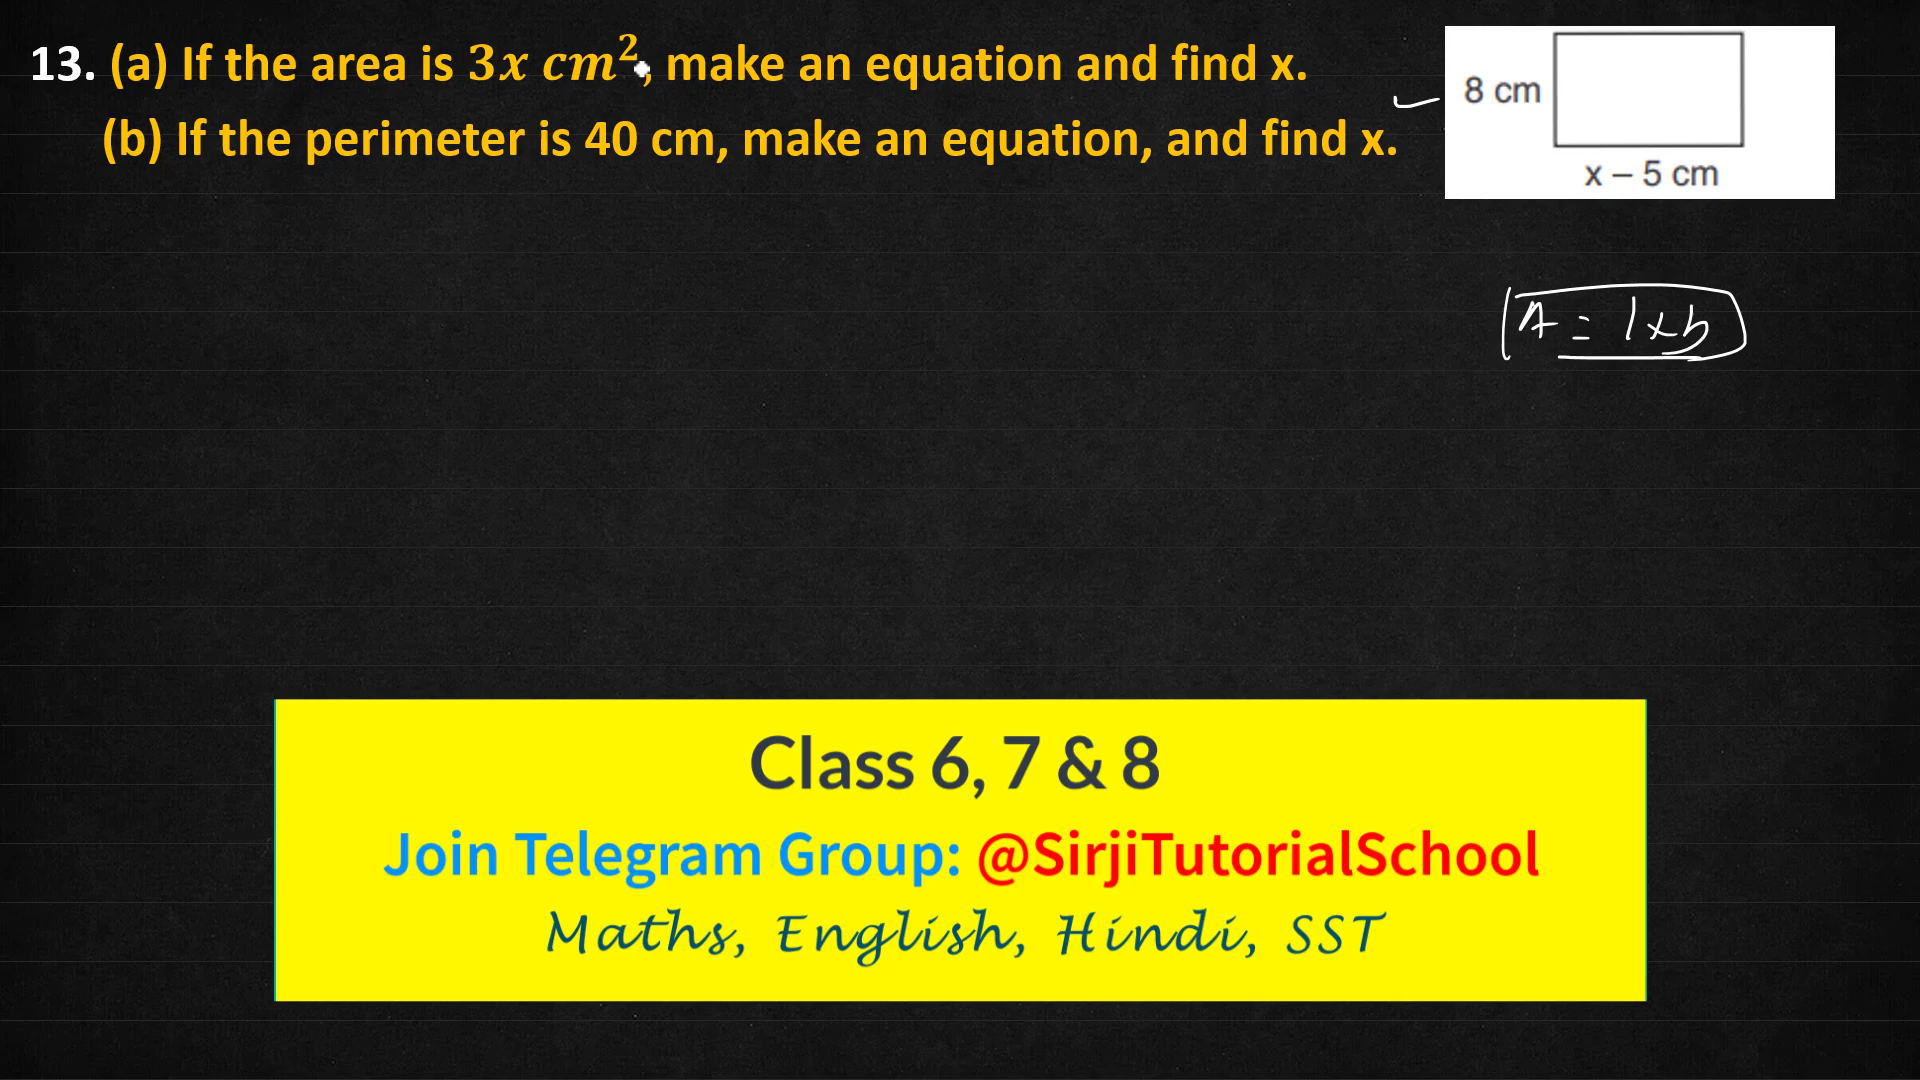 13. (a) If the area is 3x cm², make an equation and find x.
(b) If the perimeter is 40 cm, make an equation, and find x.
8 cm
x – 5 cm
A = l x b
Class 6, 7 & 8
Join Telegram Group: @SirjiTutorialSchool
Maths, English, Hindi, SST